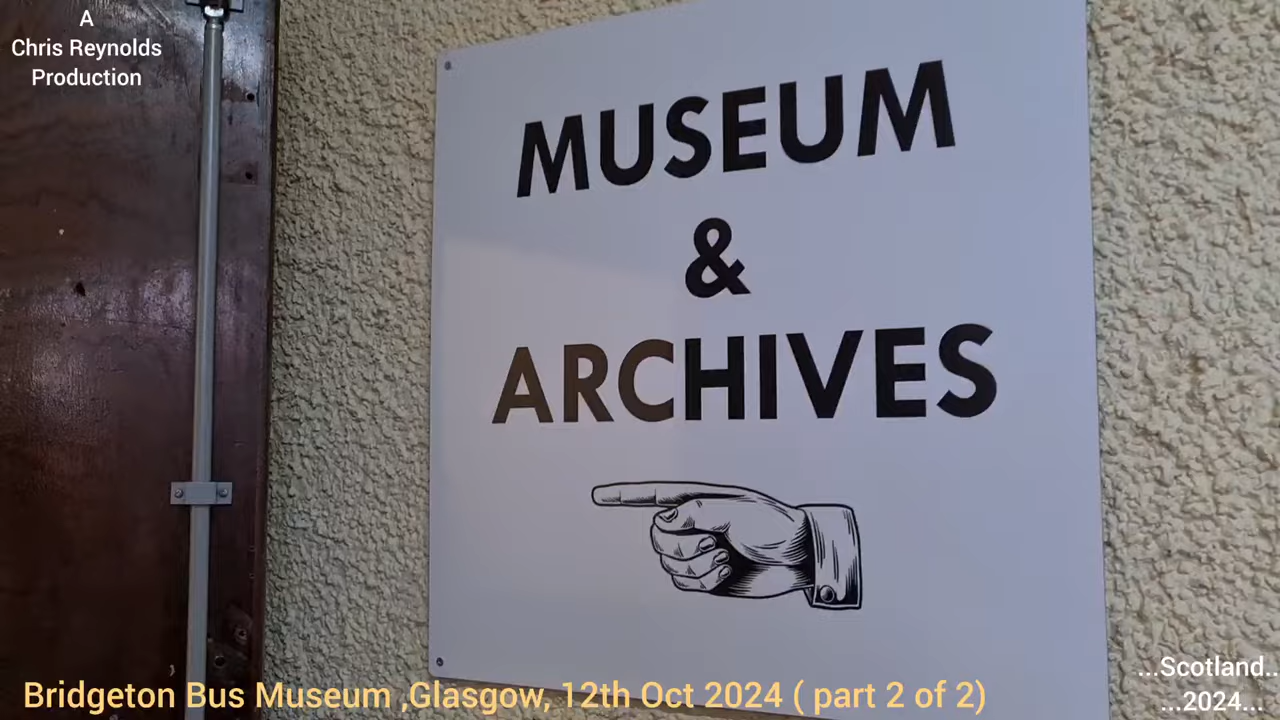 A
Chris Reynolds
Production
MUSEUM
&
ARCHIVES
...Scotland..
...2024...
Bridgeton Bus Museum ,Glasgow, 12th Oct 2024 ( part 2 of 2)